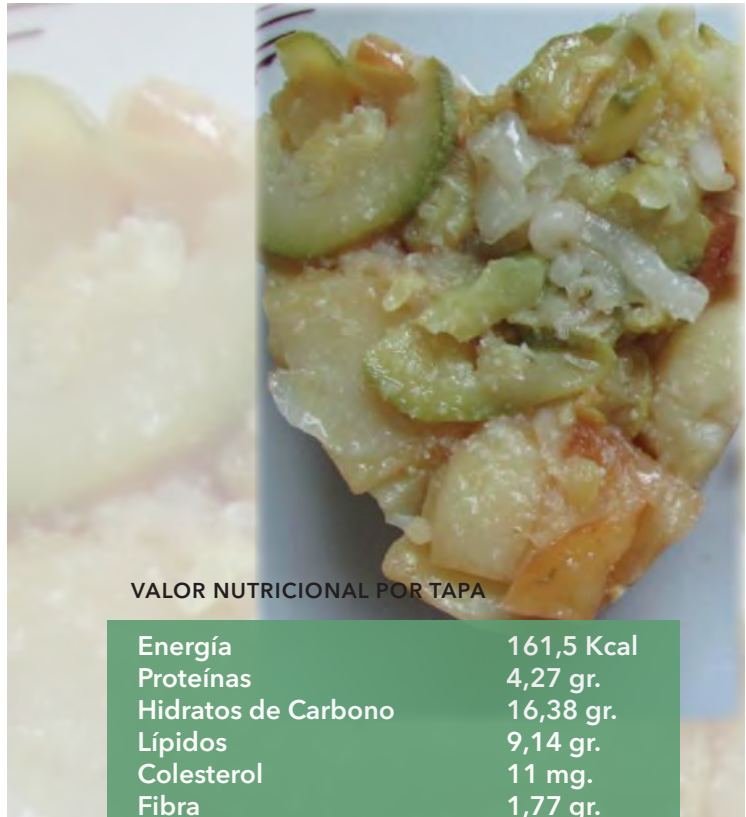 VALOR NUTRICIONAL POR TAPA
Energía 161,5 Kcal
Proteínas 4,27 gr.
Hidratos de Carbono 16,38 gr.
Lípidos 9,14 gr.
Colesterol 11 mg.
Fibra 1,77 gr.